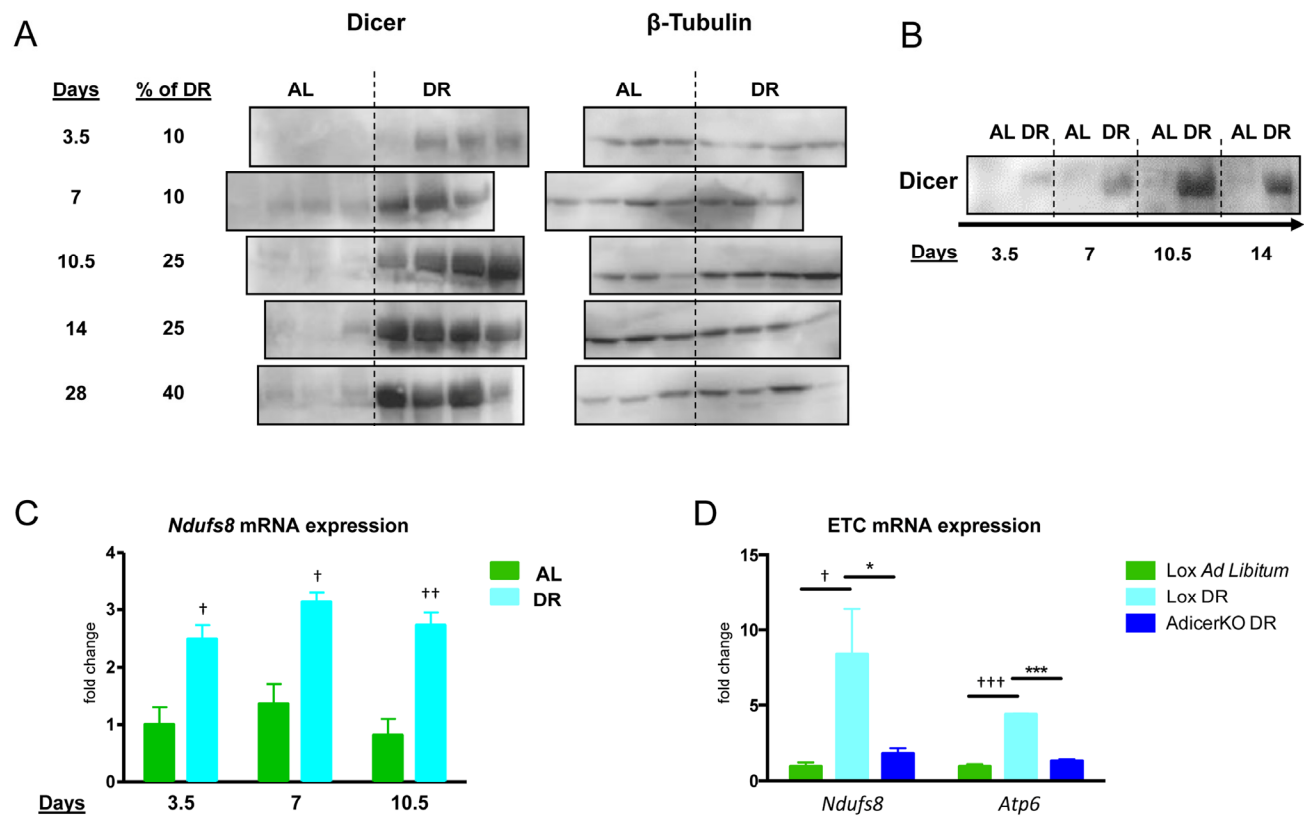 A
Dicer
β-Tubulin
Days
% of DR
AL
DR
AL
DR
3.5
10
7
10
10.5
25
14
25
28
40
B
AL DR AL DR AL DR AL DR
Dicer
Days 3.5 7 10.5 14
C
Ndufs8 mRNA expression
fold change
4
3
2
1
0
† † ††
AL
DR
Days 3.5 7 10.5
D
ETC mRNA expression
fold change
15
10
5
0
† *
††† ***
Lox Ad Libitum
Lox DR
AdicerKO DR
Ndufs8 Atp6